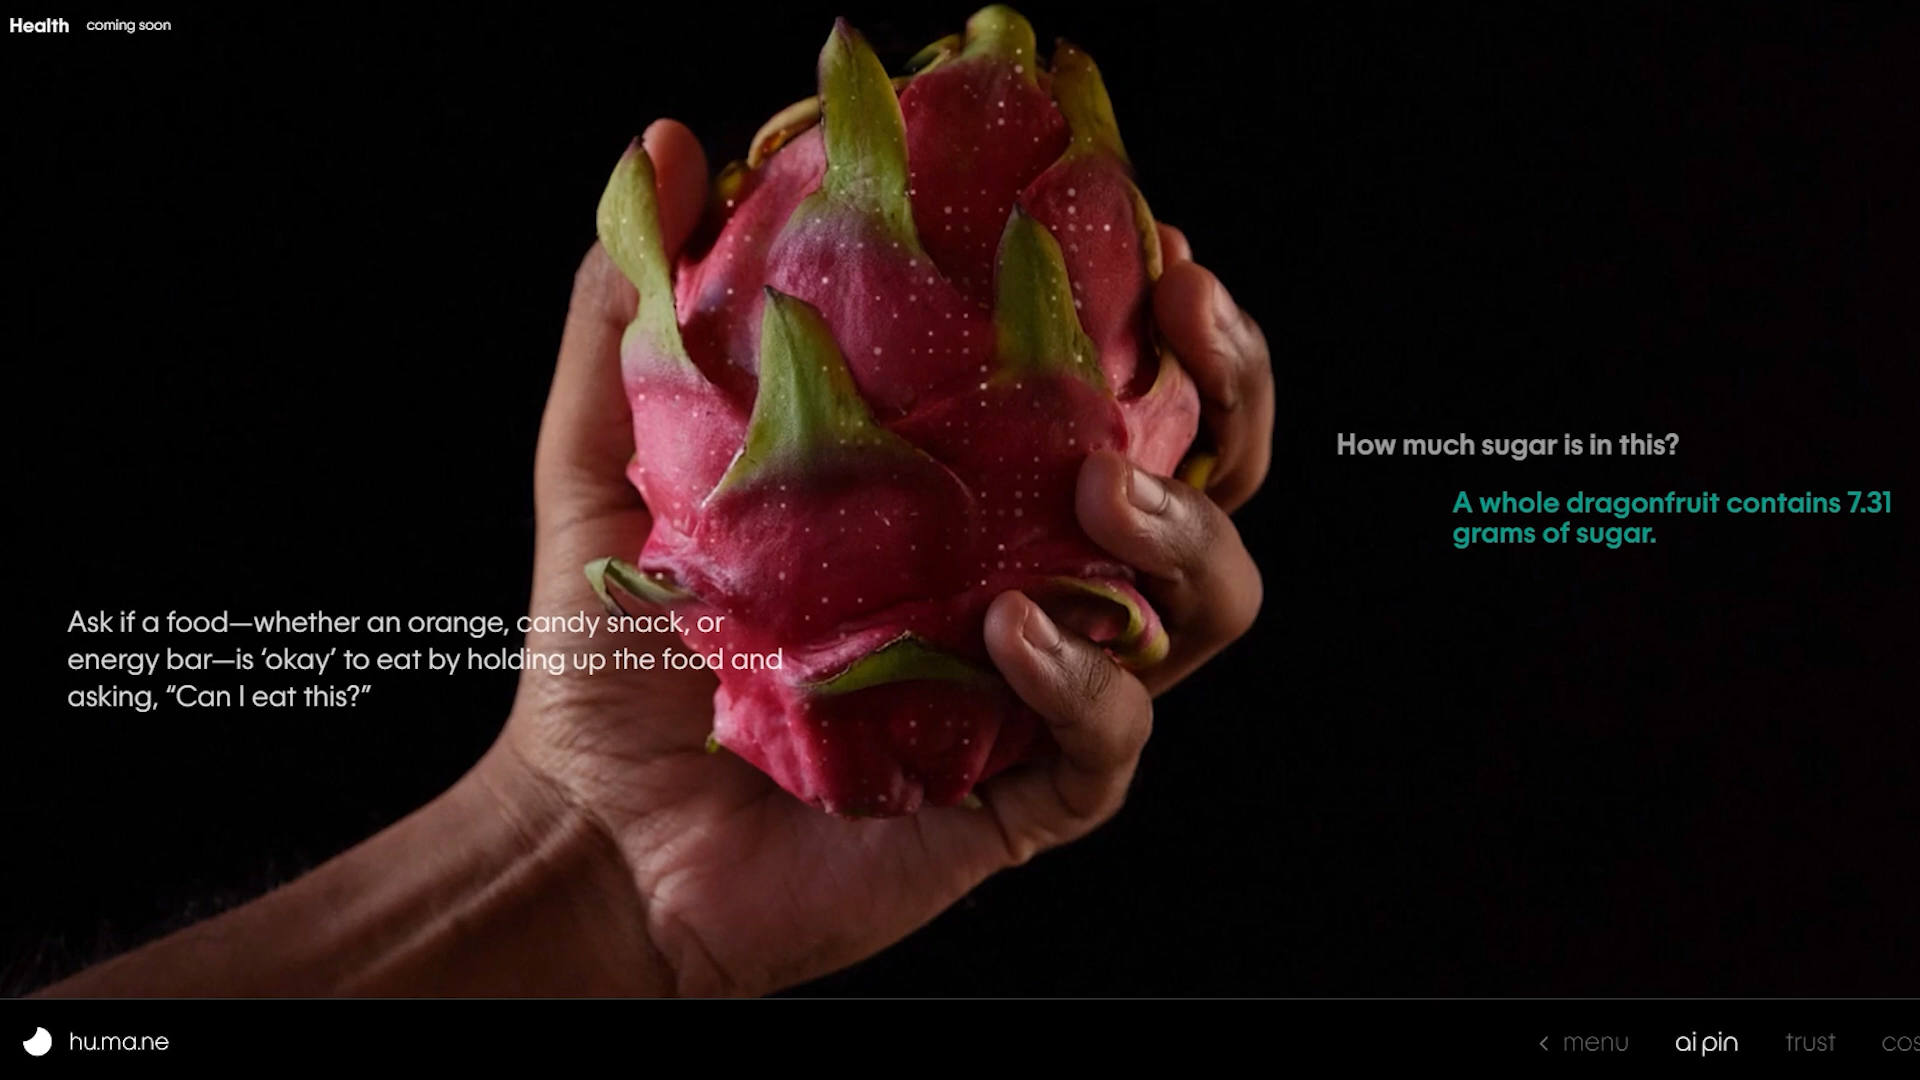 Health coming soon
How much sugar is in this?
A whole dragonfruit contains 7.31
grams of sugar.
Ask if a food—whether an orange, candy snack, or
energy bar—is ‘okay’ to eat by holding up the food and
asking, “Can I eat this?”
hu.ma.ne
< menu ai pin trust cos